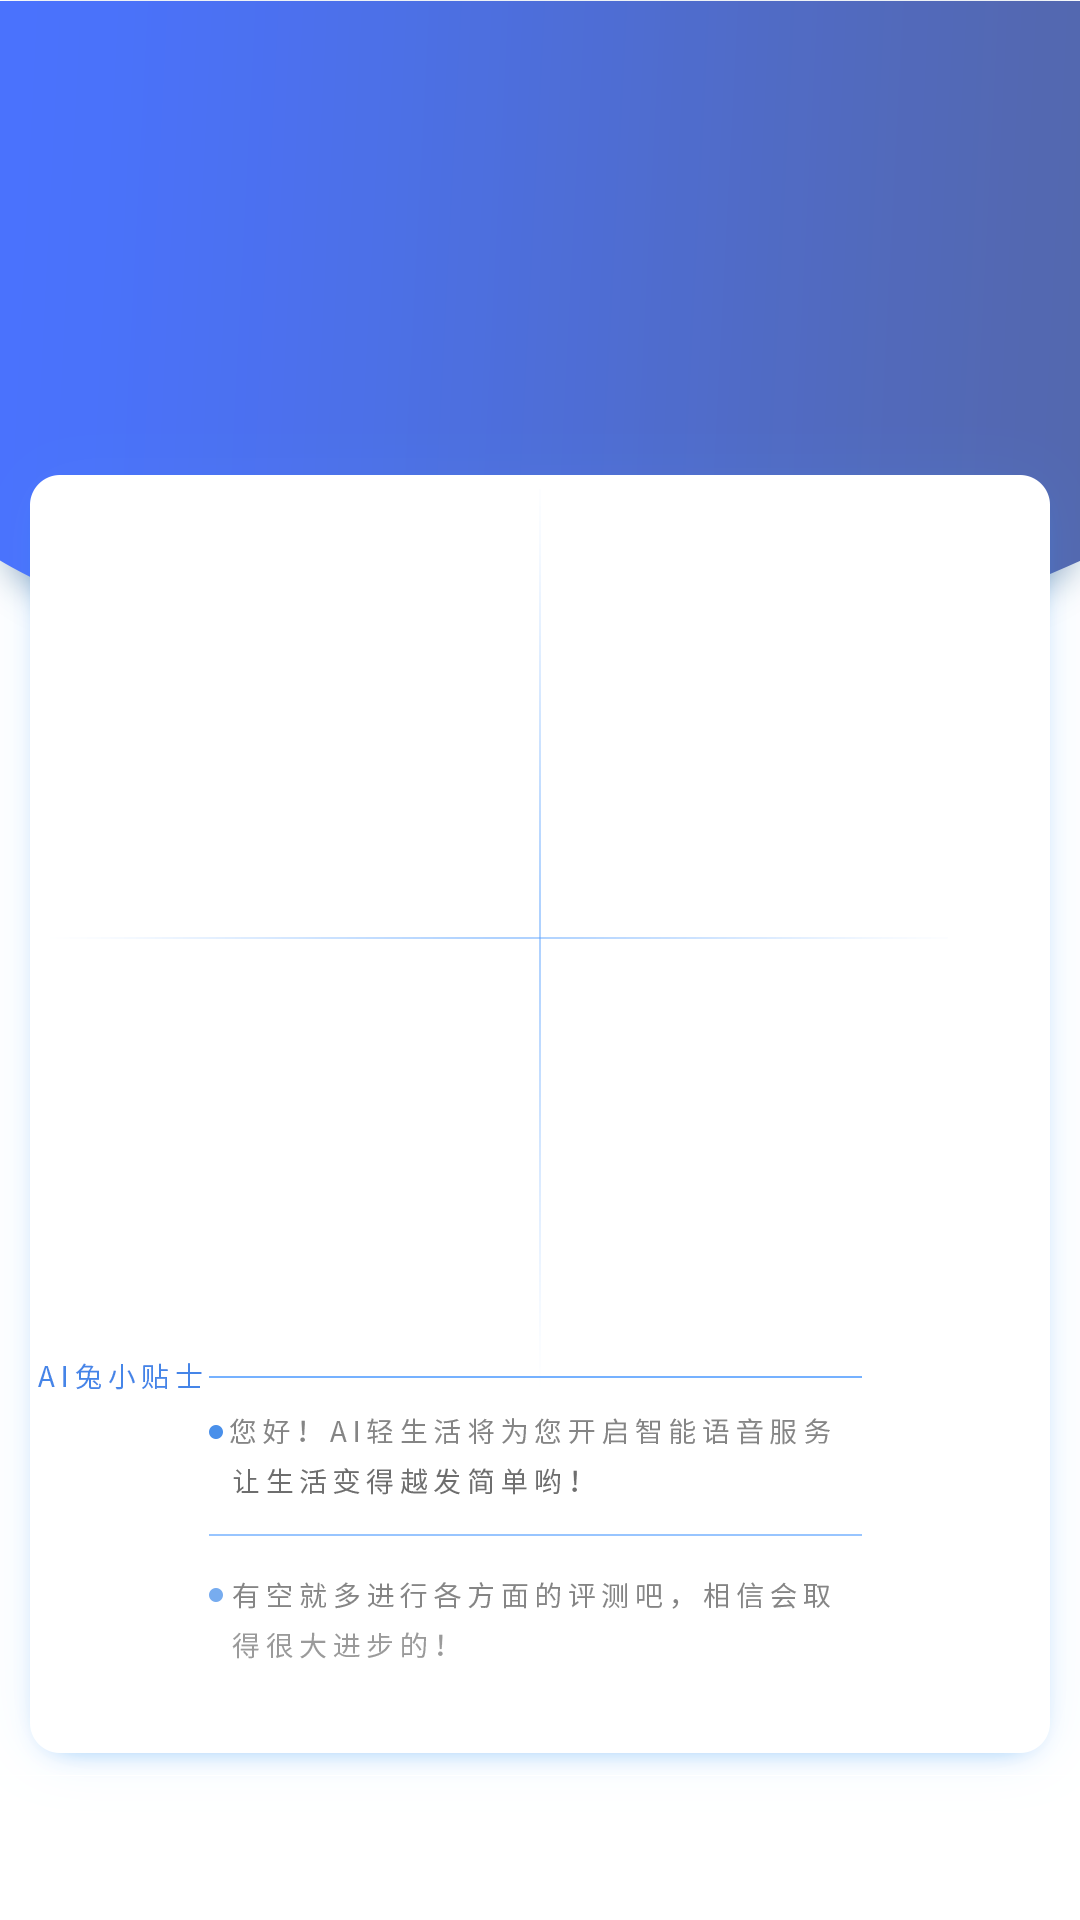 AI兔小贴士
您好！AI轻生活将为您开启智能语音服务
让生活变得越发简单哟！
有空就多进行各方面的评测吧，相信会取
得很大进步的！